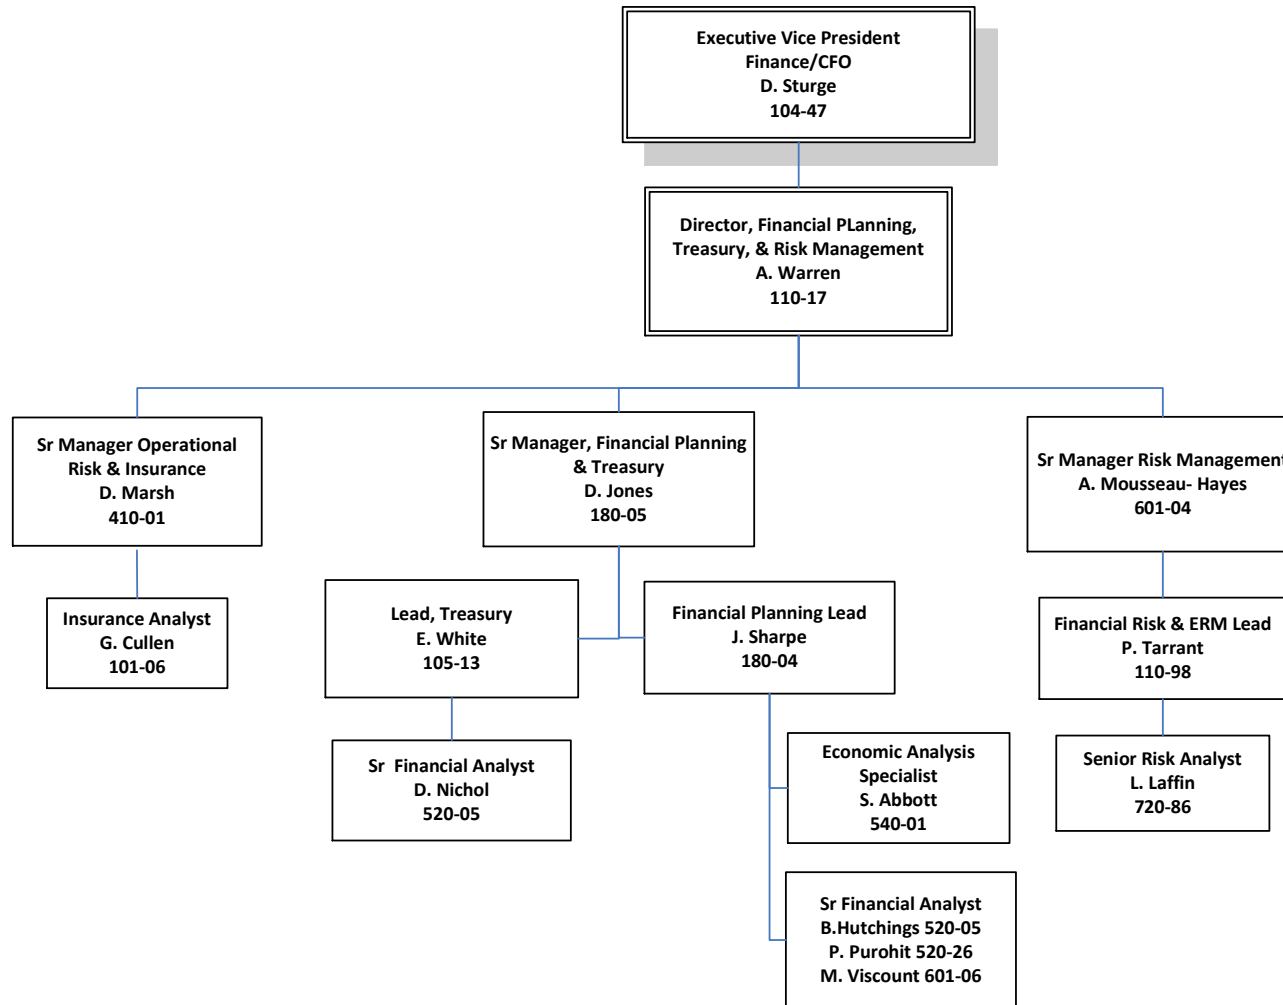 Executive Vice President
Finance/CFO
D. Sturge
104-47
Director, Financial PLanning,
Treasury, & Risk Management
A. Warren
110-17
Sr Manager Operational
Risk & Insurance
D. Marsh
410-01
Sr Manager, Financial Planning
& Treasury
D. Jones
180-05
Sr Manager Risk Management
A. Mousseau- Hayes
601-04
Insurance Analyst
G. Cullen
101-06
Lead, Treasury
E. White
105-13
Financial Planning Lead
J. Sharpe
180-04
Financial Risk & ERM Lead
P. Tarrant
110-98
Sr  Financial Analyst
D. Nichol
520-05
Economic Analysis
Specialist
S. Abbott
540-01
Senior Risk Analyst
L. Laffin
720-86
Sr Financial Analyst
B.Hutchings 520-05
P. Purohit 520-26
M. Viscount 601-06